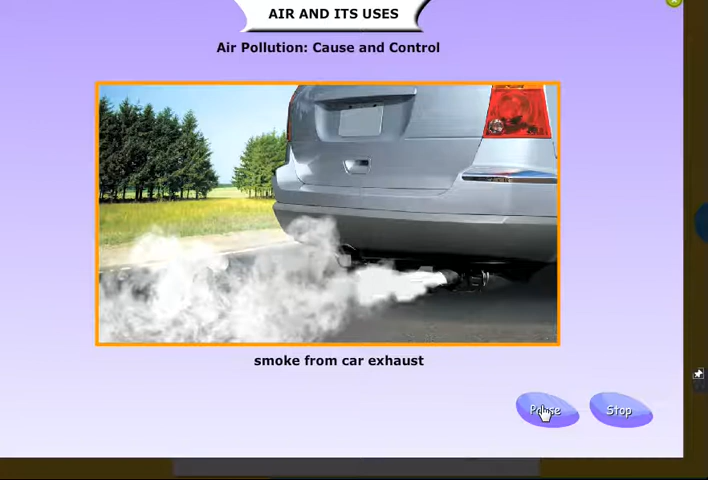 AIR AND ITS USES
Air Pollution: Cause and Control
smoke from car exhaust
Pause
Stop